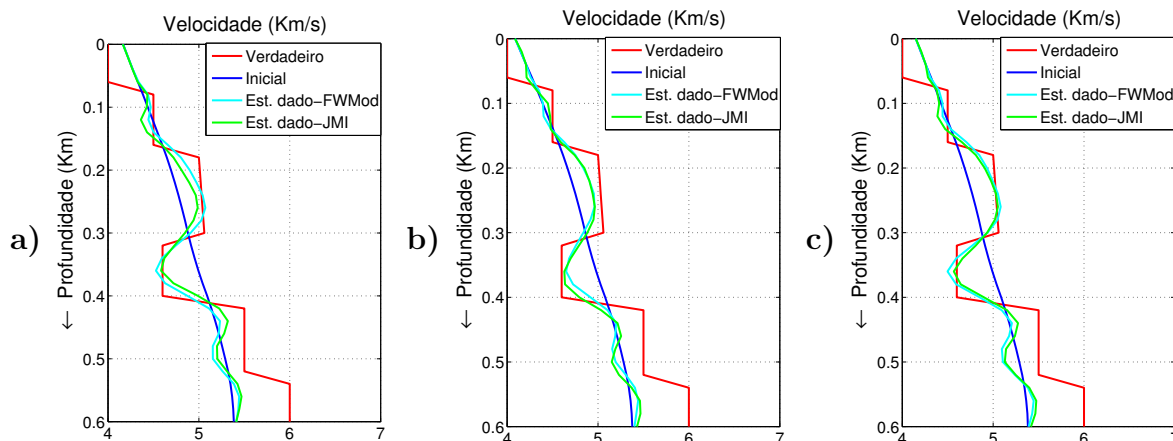 a)
Velocidade (Km/s)
← Profundidade (Km)
0
0.1
0.2
0.3
0.4
0.5
0.6
4 5 6 7
Verdadeiro
Inicial
Est. dado−FWMod
Est. dado−JMI
b)
Velocidade (Km/s)
← Profundidade (Km)
0
0.1
0.2
0.3
0.4
0.5
0.6
4 5 6 7
Verdadeiro
Inicial
Est. dado−FWMod
Est. dado−JMI
c)
Velocidade (Km/s)
← Profundidade (Km)
0
0.1
0.2
0.3
0.4
0.5
0.6
4 5 6 7
Verdadeiro
Inicial
Est. dado−FWMod
Est. dado−JMI